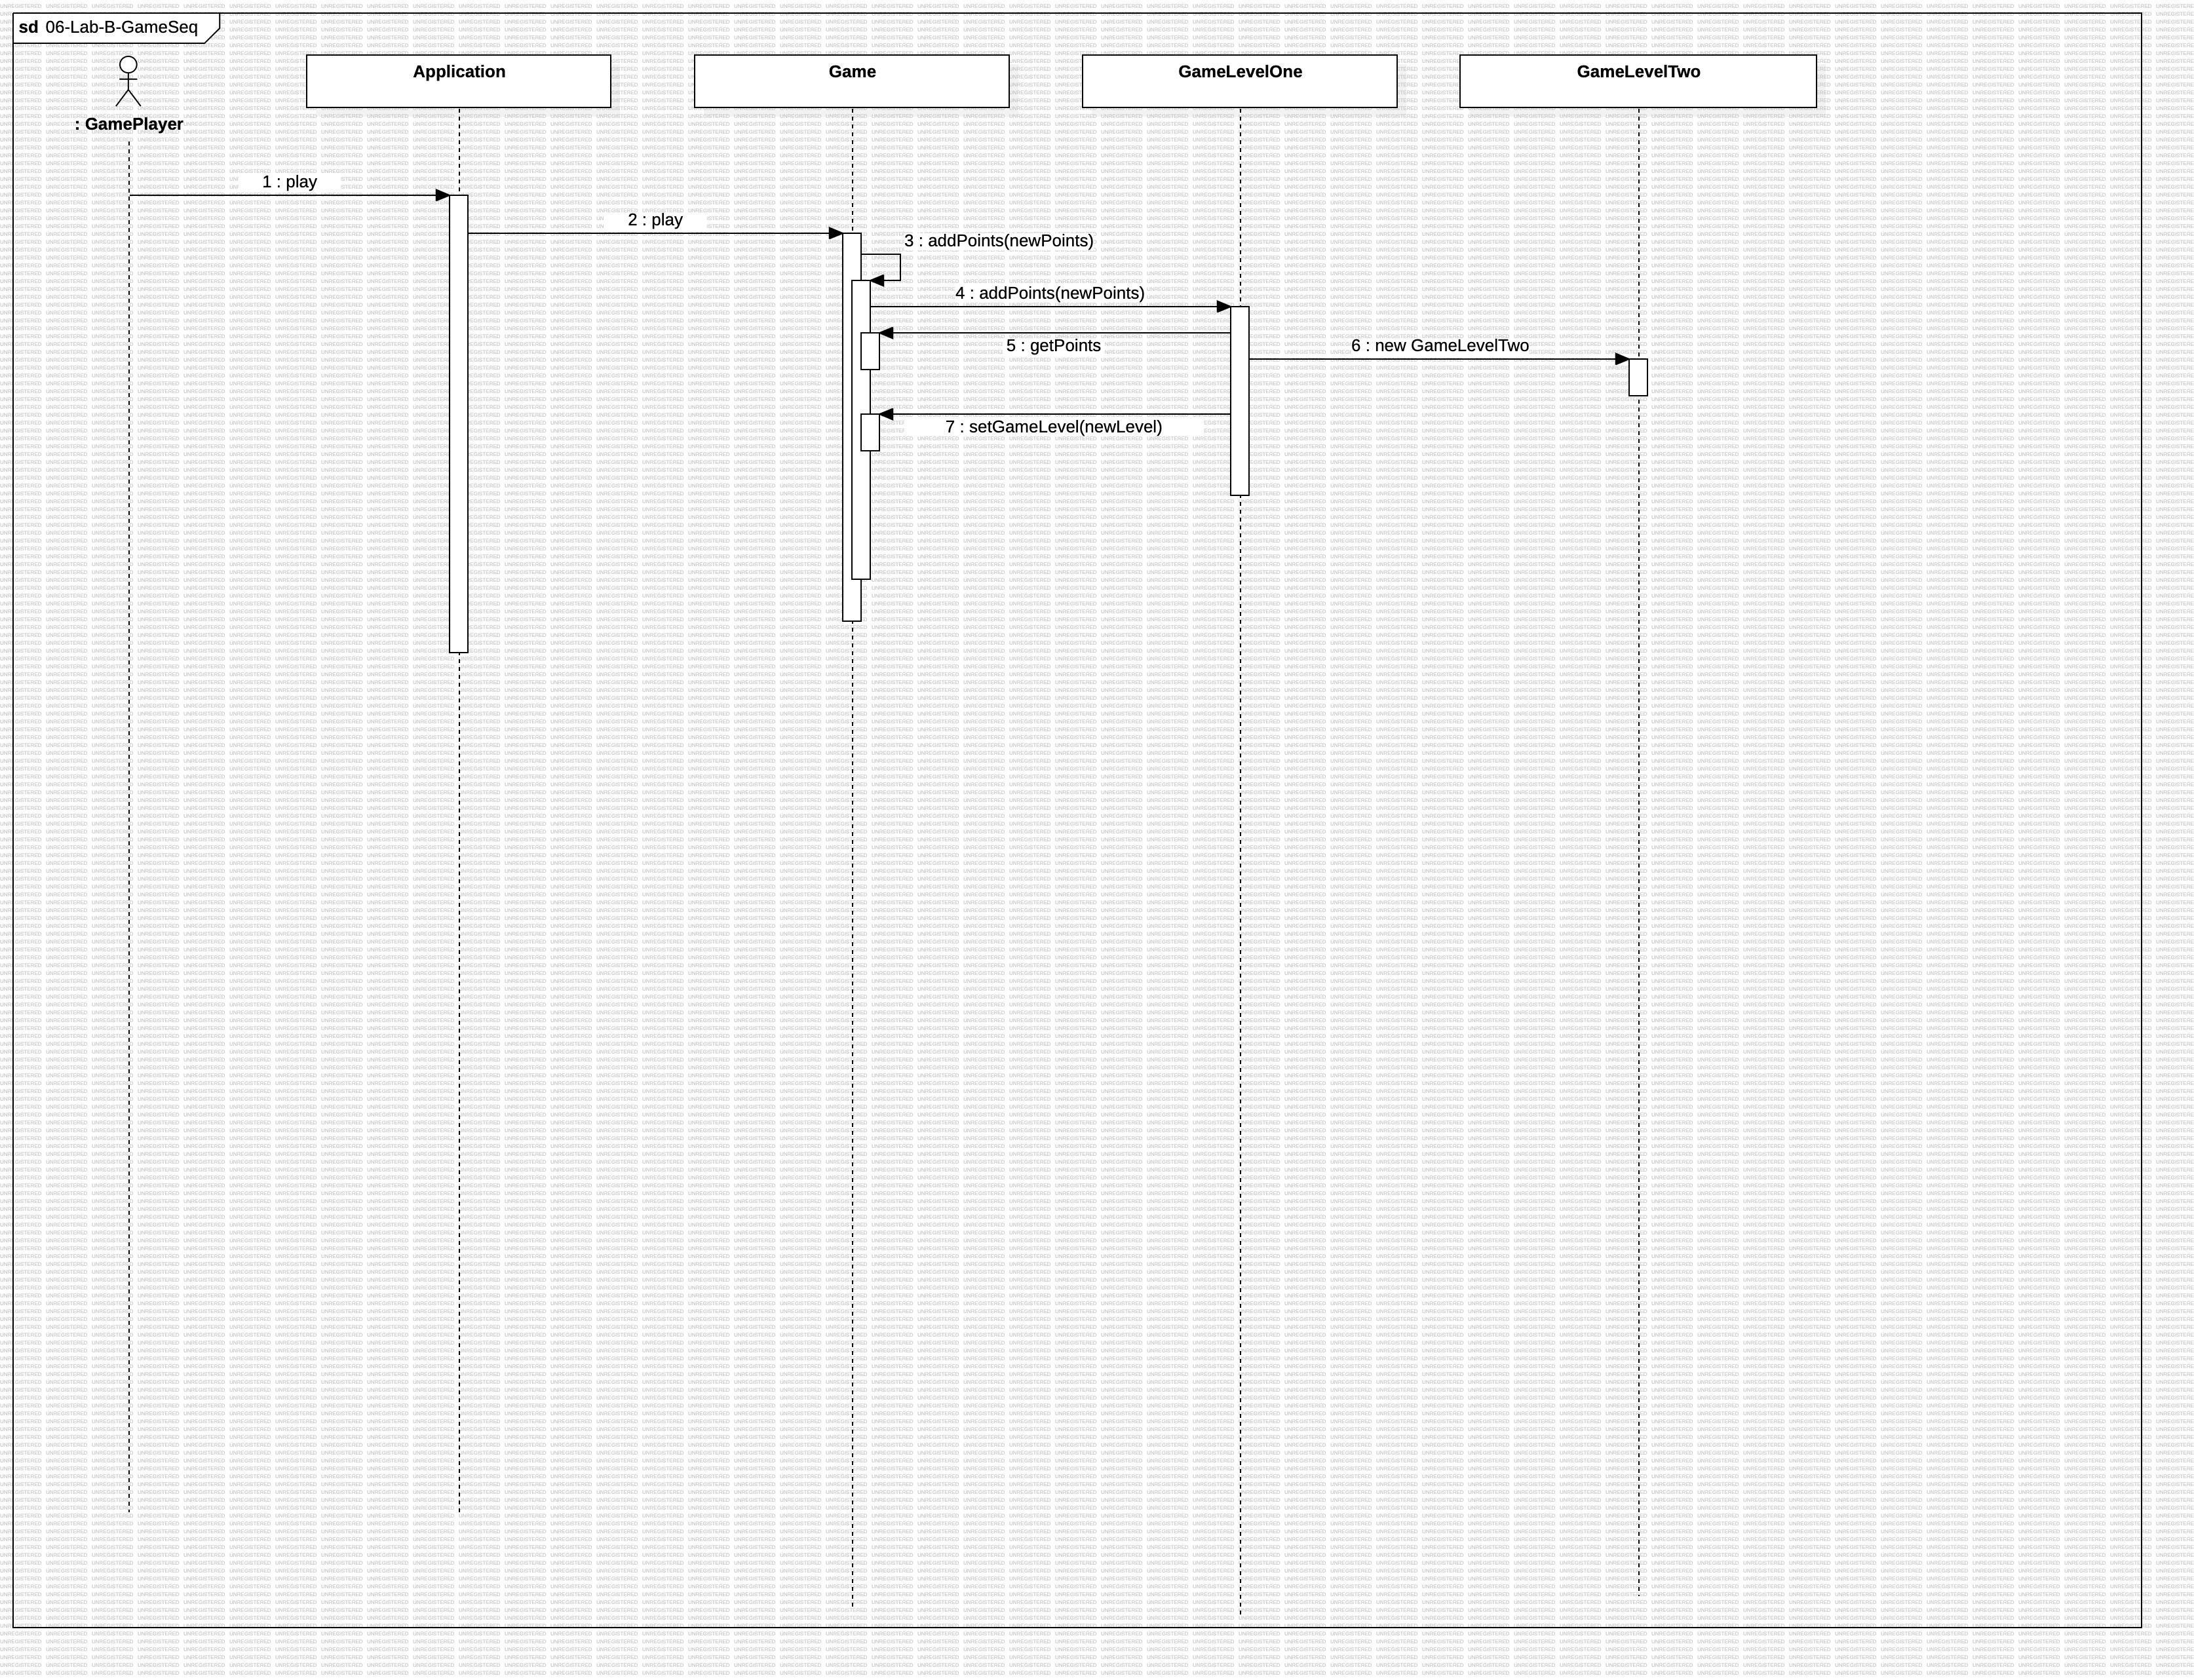 sd 06-Lab-B-GameSeq
Application
Game
GameLevelOne
GameLevelTwo
: GamePlayer
1 : play
2 : play
3 : addPoints(newPoints)
4 : addPoints(newPoints)
5 : getPoints
6 : new GameLevelTwo
7 : setGameLevel(newLevel)
UNREGISTERED